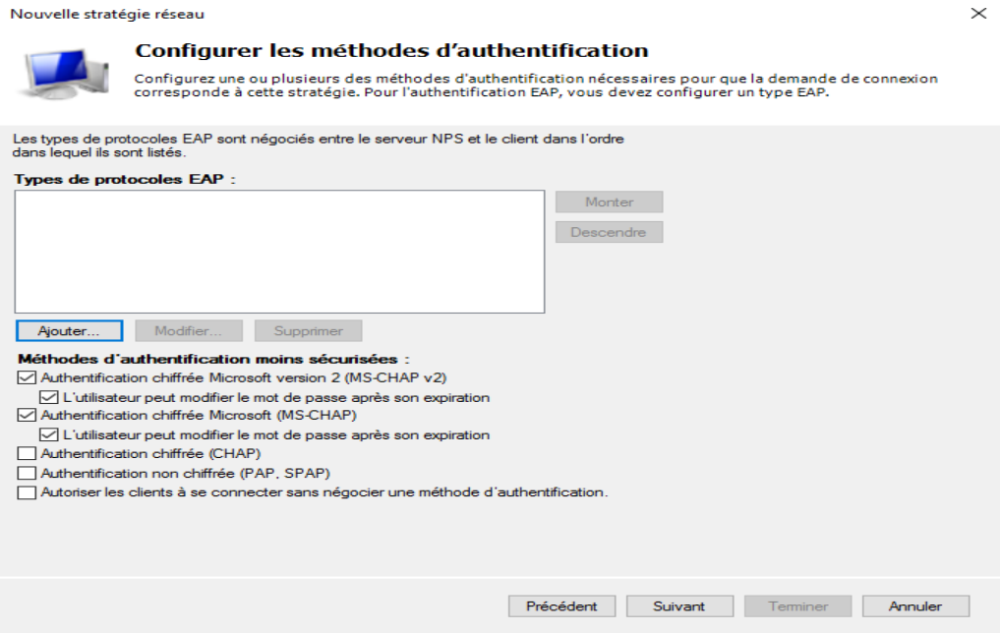 Nouvelle stratégie réseau
Configurer les méthodes d'authentification
Configurez une ou plusieurs des méthodes d'authentification nécessaires pour que la demande de connexion
corresponde à cette stratégie. Pour l'authentification EAP, vous devez configurer un type EAP.
Les types de protocoles EAP sont négociés entre le serveur NPS et le client dans l'ordre
dans lequel ils sont listés.
Types de protocoles EAP :
Monter
Descendre
Ajouter... Modifier... Supprimer
Méthodes d'authentification moins sécurisées :
Authentification chiffrée Microsoft version 2 (MS-CHAP v2)
L'utilisateur peut modifier le mot de passe après son expiration
Authentification chiffrée Microsoft (MS-CHAP)
L'utilisateur peut modifier le mot de passe après son expiration
Authentification chiffrée (CHAP)
Authentification non chiffrée (PAP, SPAP)
Autoriser les clients à se connecter sans négocier une méthode d'authentification.
Précédent Suivant Terminer Annuler